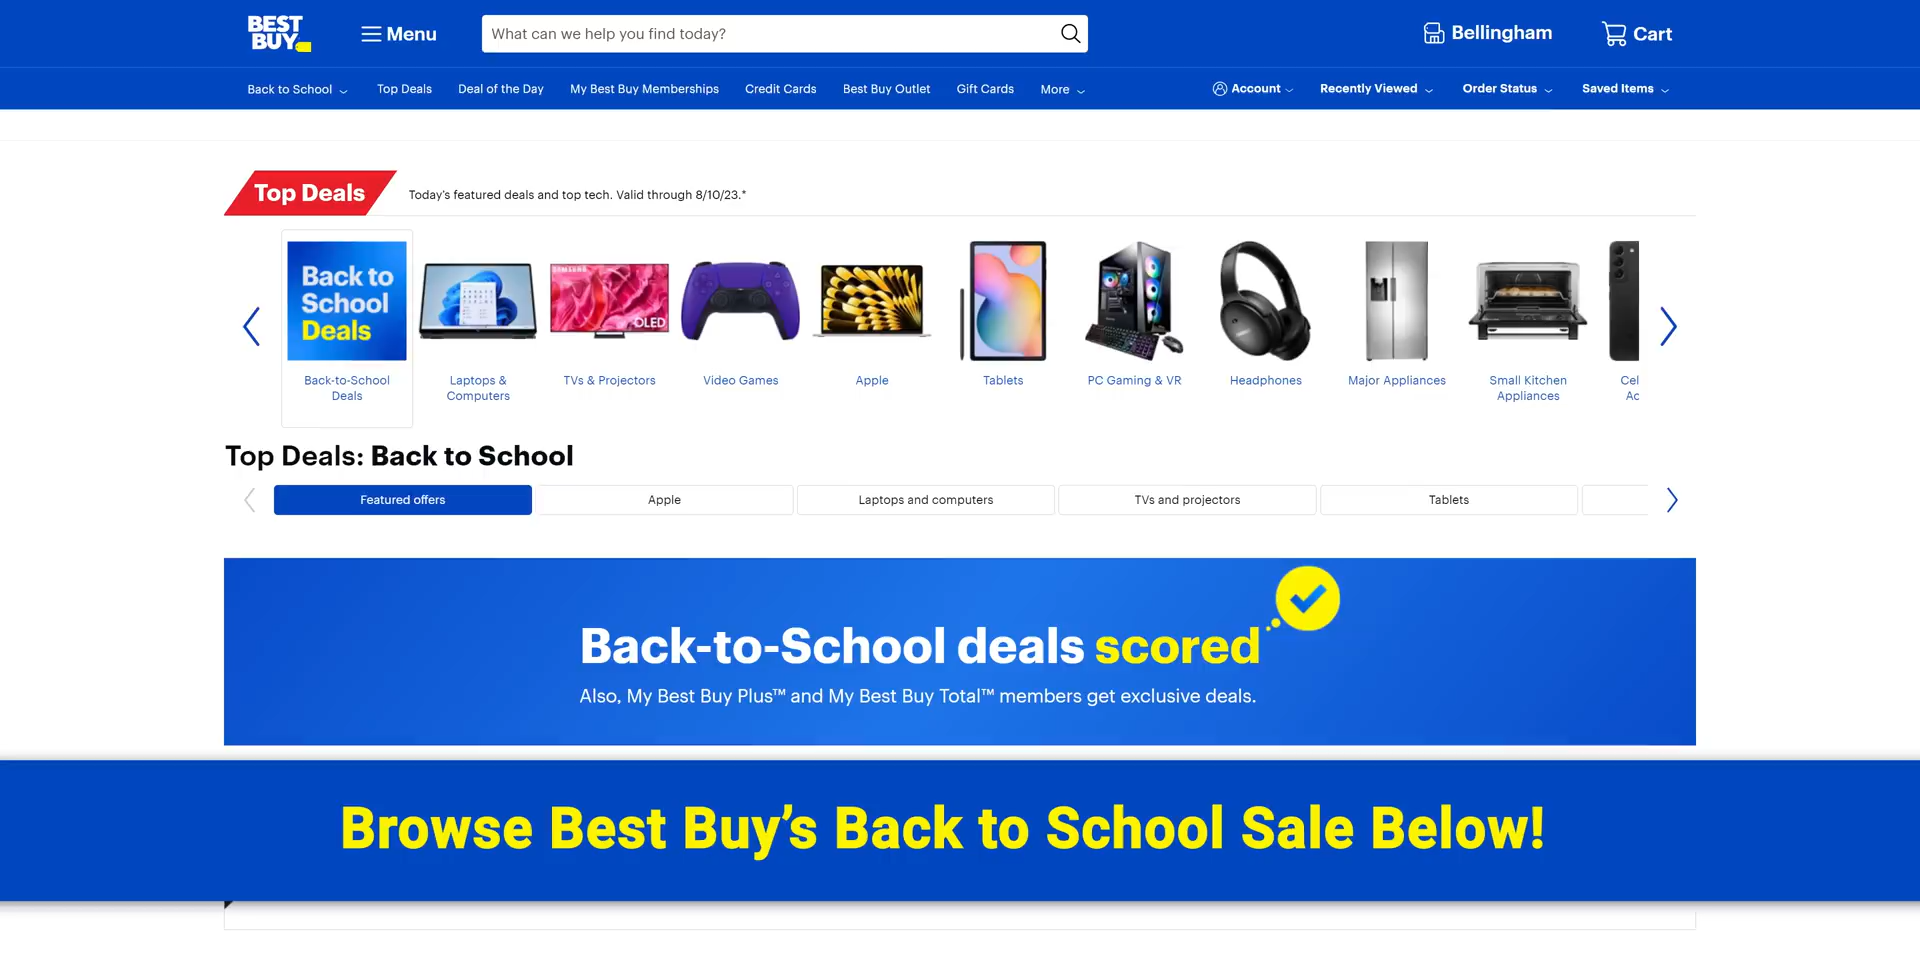 BEST
BUY
Menu
What can we help you find today?
Bellingham
Cart
Back to School
Top Deals
Deal of the Day
My Best Buy Memberships
Credit Cards
Best Buy Outlet
Gift Cards
More
Account
Recently Viewed
Order Status
Saved Items
Top Deals
Today's featured deals and top tech. Valid through 8/10/23.*
Back to
School
Deals
SAMSUNG
OLED
Back-to-School
Deals
Laptops &
Computers
TVs & Projectors
Video Games
Apple
Tablets
PC Gaming & VR
Headphones
Major Appliances
Small Kitchen
Appliances
Cel
Ac
Top Deals: Back to School
Featured offers
Apple
Laptops and computers
TVs and projectors
Tablets
Back-to-School deals scored
Also, My Best Buy Plus™ and My Best Buy Total™ members get exclusive deals.
Browse Best Buy's Back to School Sale Below!